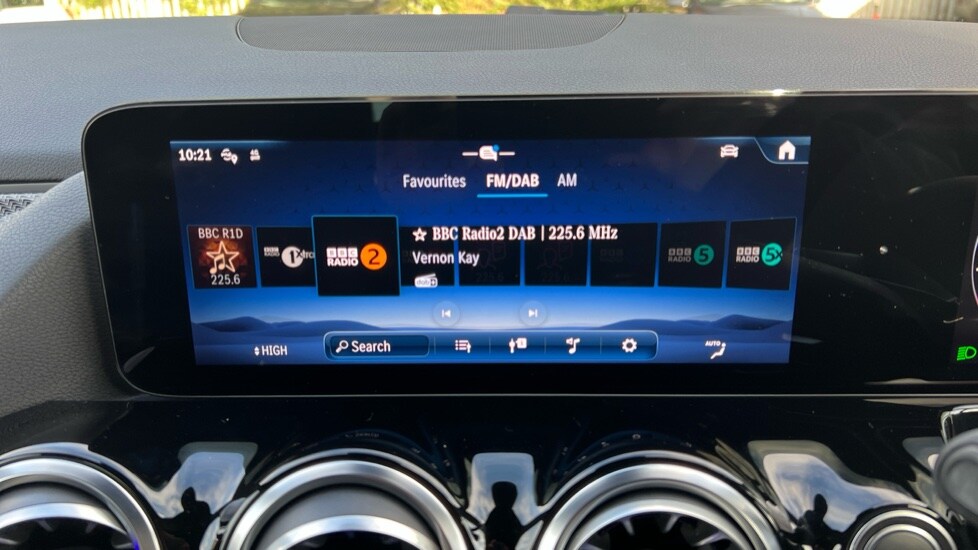 10:21
Favourites FM/DAB AM
BBC R1D
225.6
BBC RADIO 1Xtra
BBC RADIO 2
BBC Radio2 DAB | 225.6 MHz
Vernon Kay
BBC RADIO 5
BBC RADIO 5X
HIGH
Search
AUTO